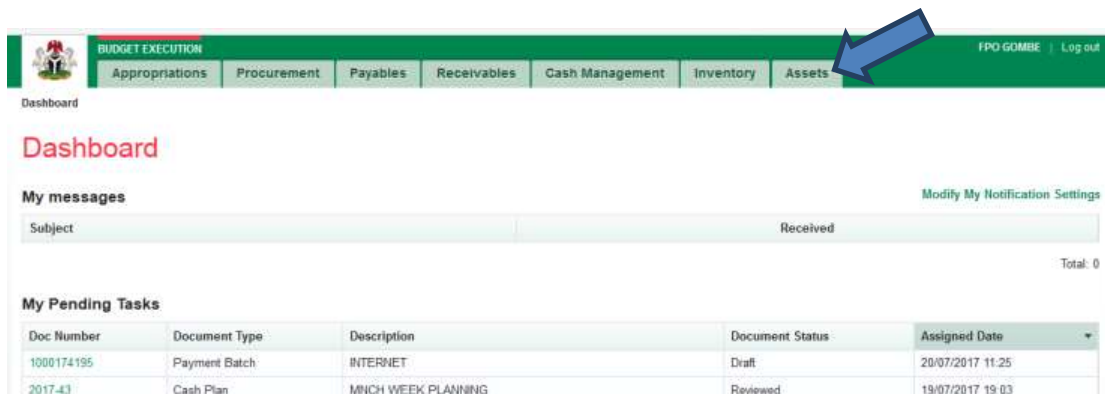 BUDGET EXECUTION
FPO GOMBE | Log out
Appropriations Procurement Payables Receivables Cash Management Inventory Assets
Dashboard
Dashboard
My messages
Modify My Notification Settings
Subject Received
Total: 0
My Pending Tasks
Doc Number Document Type Description Document Status Assigned Date
1000174195 Payment Batch INTERNET Draft 20/07/2017 11:25
2017-43 Cash Plan MNCH WEEK PLANNING Reviewed 19/07/2017 19:03